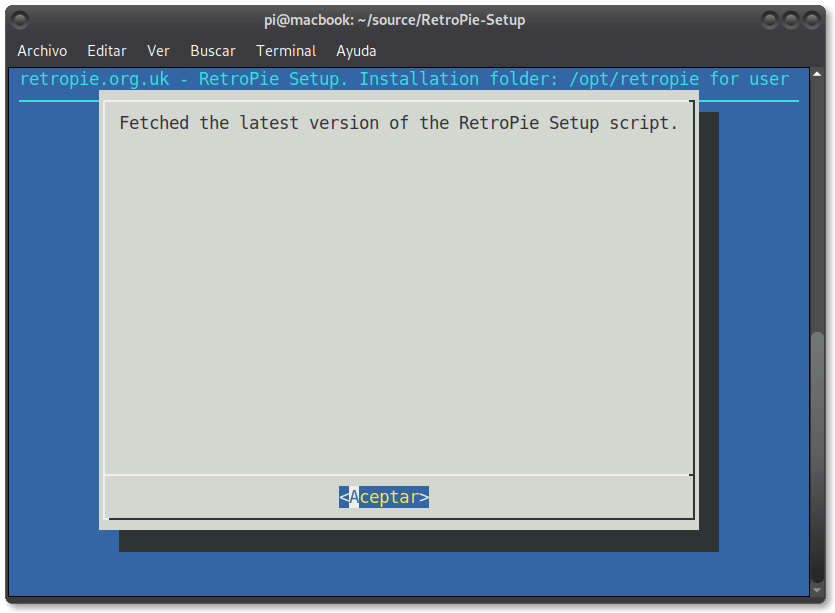 pi@macbook: ~/source/RetroPie-Setup
Archivo Editar Ver Buscar Terminal Ayuda
retropie.org.uk - RetroPie Setup. Installation folder: /opt/retropie for user
Fetched the latest version of the RetroPie Setup script.
<Aceptar>